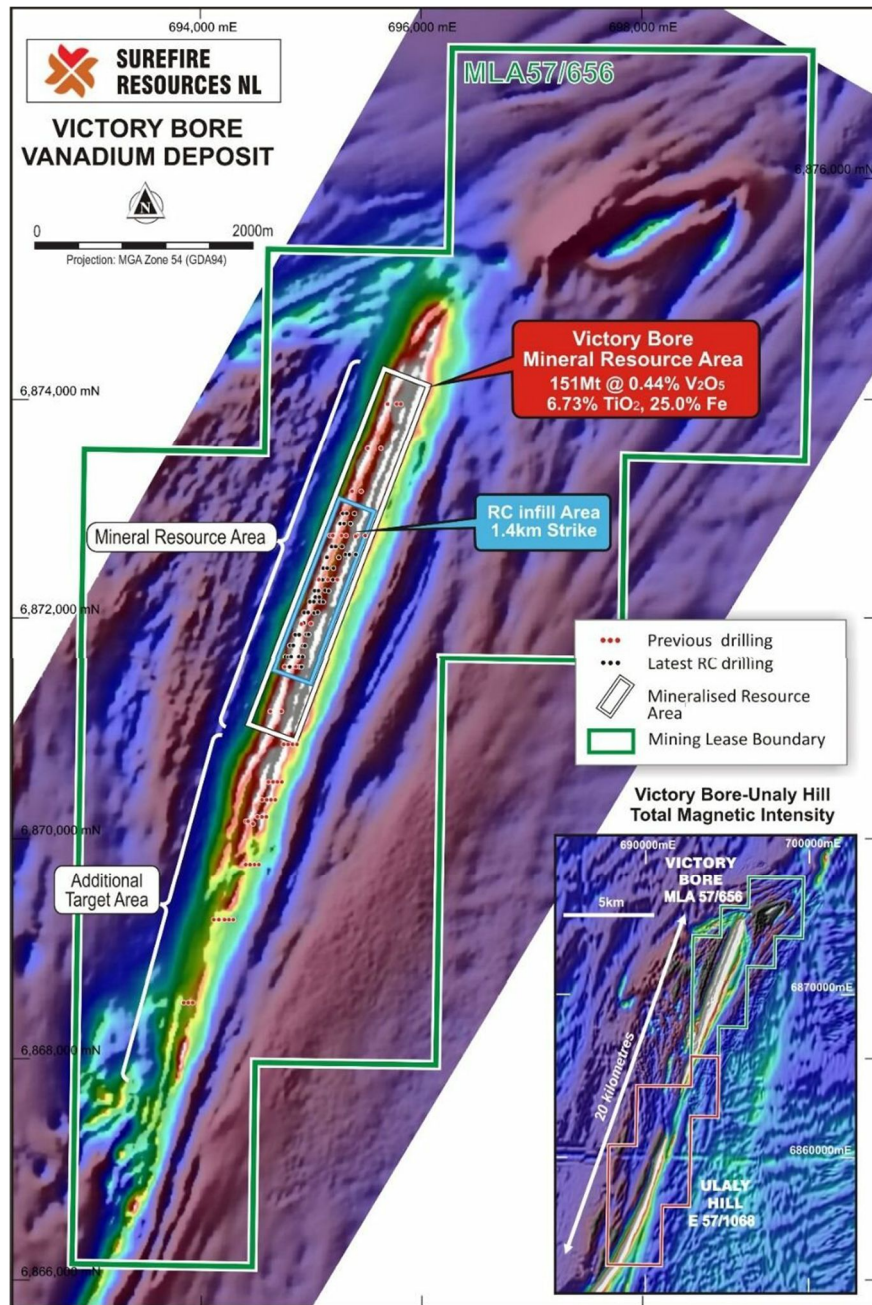 694,000 mE
696,000 mE
698,000 mE
SUREFIRE
RESOURCES NL
MLA57/656
VICTORY BORE
VANADIUM DEPOSIT
N
0
2000m
Projection: MGA Zone 54 (GDA94)
6,876,000 mN
Victory Bore
Mineral Resource Area
151Mt @ 0.44% V₂O₅
6.73% TiO₂, 25.0% Fe
6,874,000 mN
RC infill Area
1.4km Strike
Mineral Resource Area
6,872,000 mN
Previous drilling
Latest RC drilling
Mineralised Resource
Area
Mining Lease Boundary
6,870,000 mN
Additional
Target Area
6,868,000 mN
6,866,000 mN
Victory Bore-Unaly Hill
Total Magnetic Intensity
690000mE
700000mE
VICTORY
BORE
MLA 57/656
5km
6870000mE
20 kilometres
6860000mE
ULALY
HILL
E 57/1068